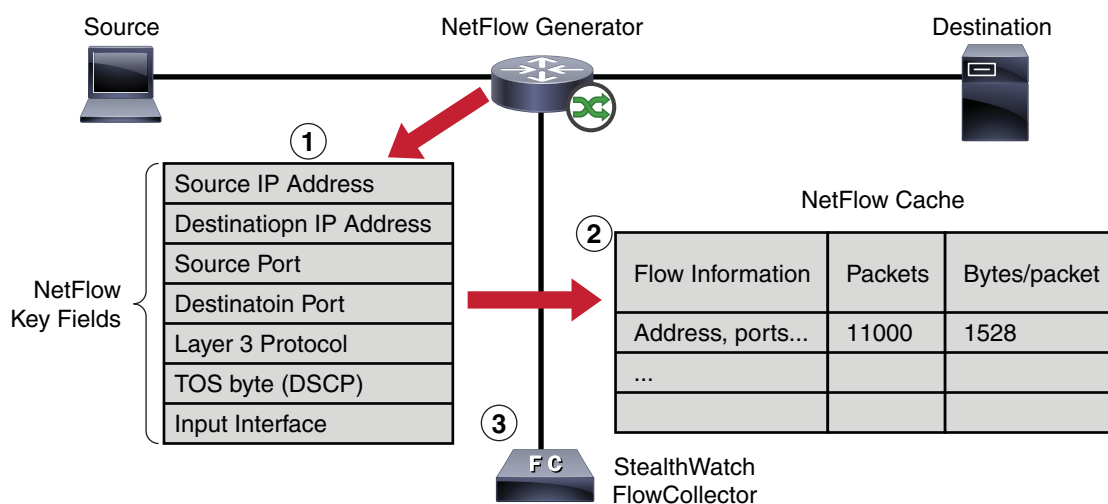 Source
NetFlow Generator
Destination
1
Source IP Address
Destinatiopn IP Address
Source Port
Destinatoin Port
Layer 3 Protocol
TOS byte (DSCP)
Input Interface
NetFlow
Key Fields
NetFlow Cache
2
Flow Information Packets Bytes/packet
Address, ports... 11000 1528
...
3
F C
StealthWatch
FlowCollector